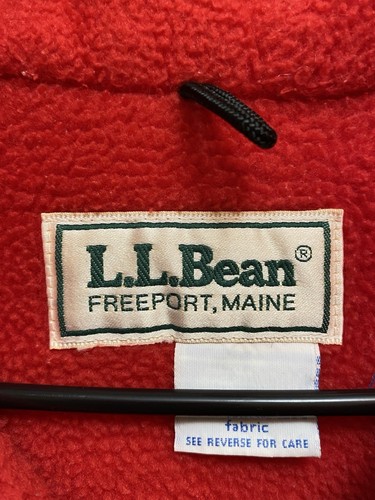 L.L.Bean®
FREEPORT, MAINE
fabric
SEE REVERSE FOR CARE